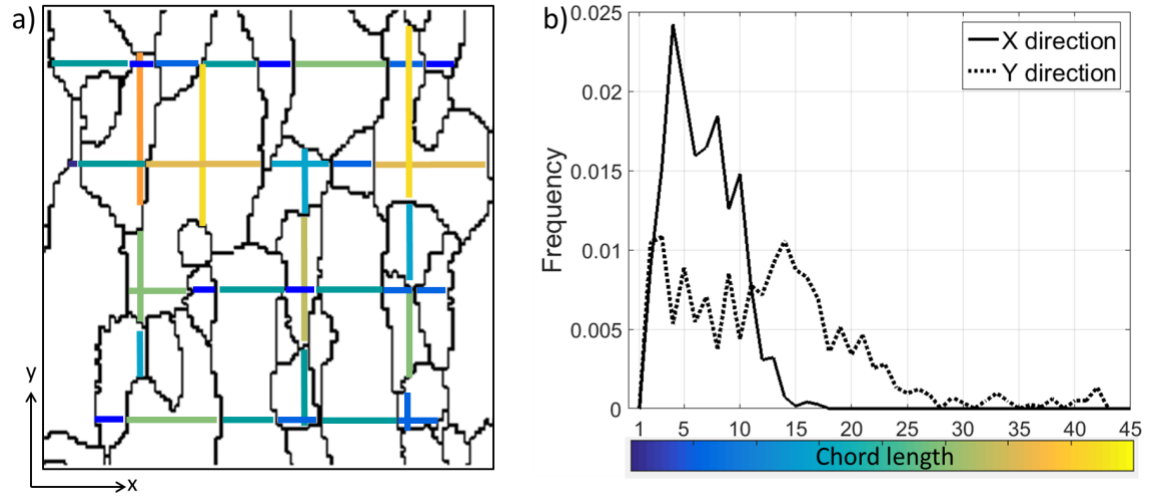 a)
y
x
b)
0.025
0.02
0.015
0.01
0.005
0
Frequency
X direction
Y direction
1 5 10 15 20 25 30 35 40 45
Chord length